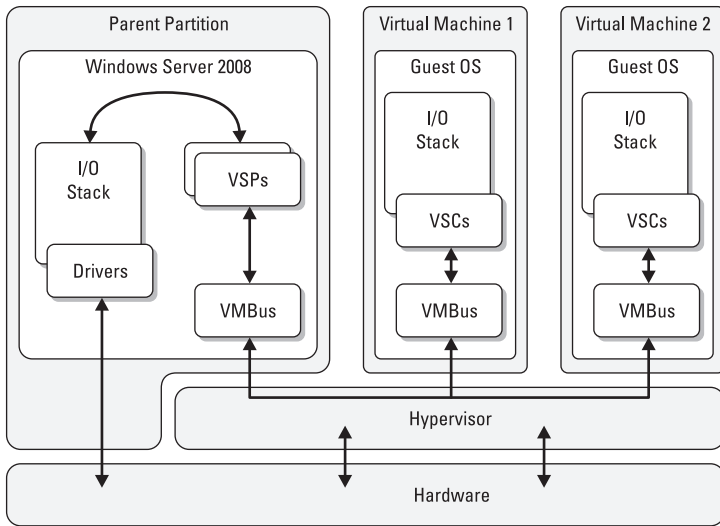 Parent Partition
Windows Server 2008
I/O
Stack
Drivers
VSPs
VMBus
Virtual Machine 1
Guest OS
I/O
Stack
VSCs
VMBus
Virtual Machine 2
Guest OS
I/O
Stack
VSCs
VMBus
Hypervisor
Hardware